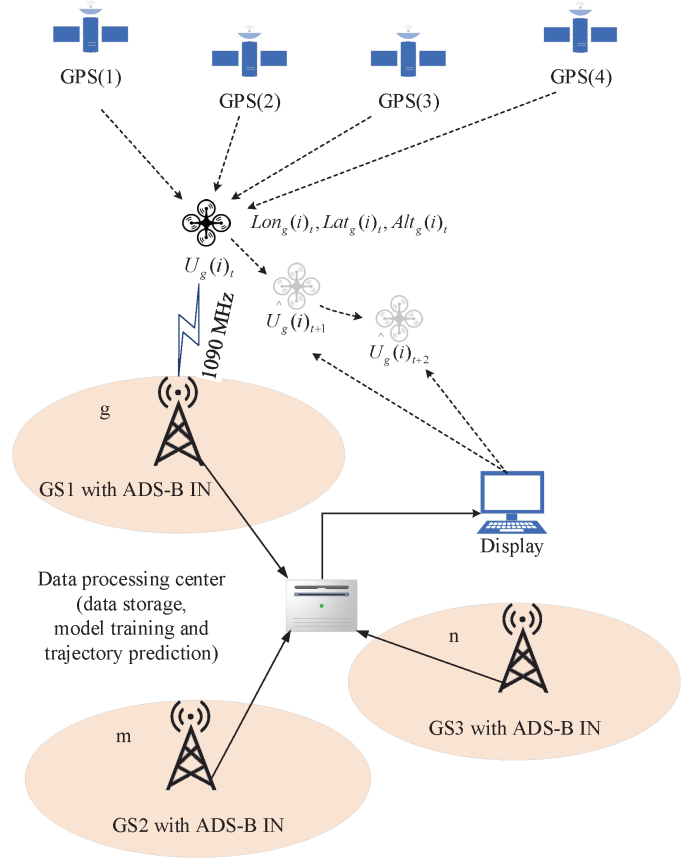 GPS(1)
GPS(2)
GPS(3)
GPS(4)
Long_g(i)_t, Lat_g(i)_t, Alt_g(i)_t
U_g(i)_t
Û_g(i)_{t+1}
Û_g(i)_{t+2}
1090 MHz
g
GS1 with ADS-B IN
Display
Data processing center
(data storage,
model training and
trajectory prediction)
n
GS3 with ADS-B IN
m
GS2 with ADS-B IN